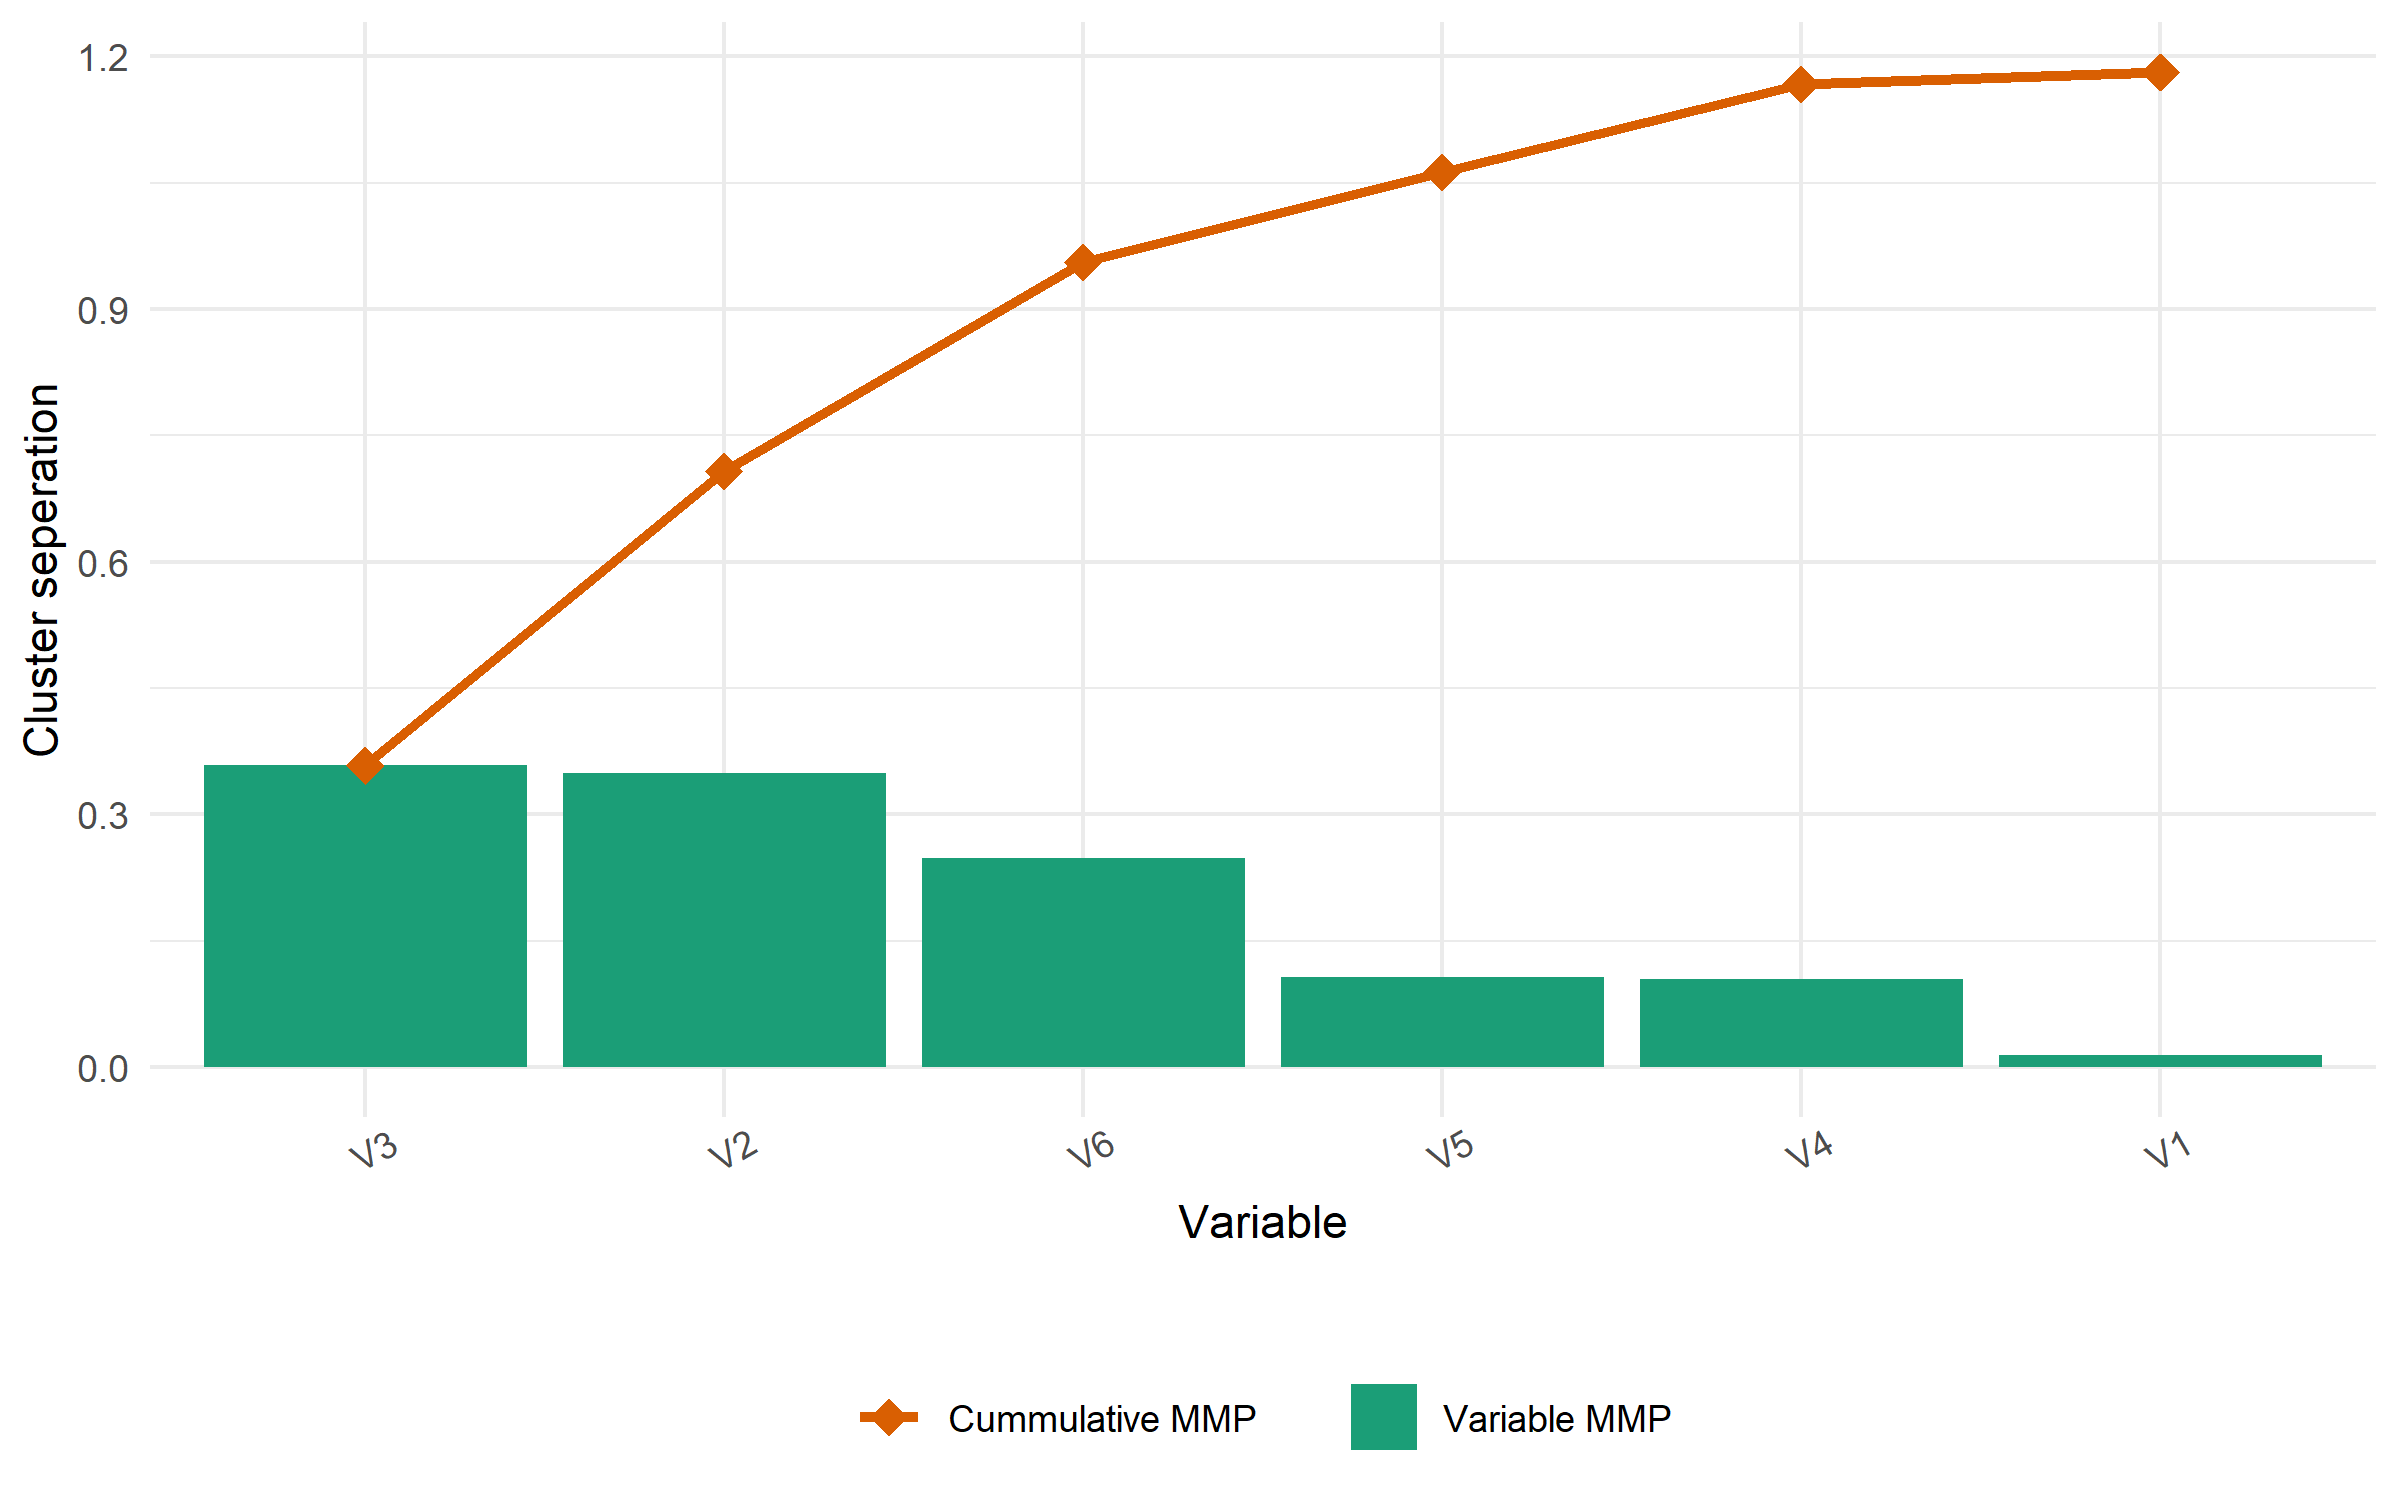 Cluster seperation
1.2
0.9
0.6
0.3
0.0
V3 V2 V6 V5 V4 V1
Variable
Cummulative MMP Variable MMP